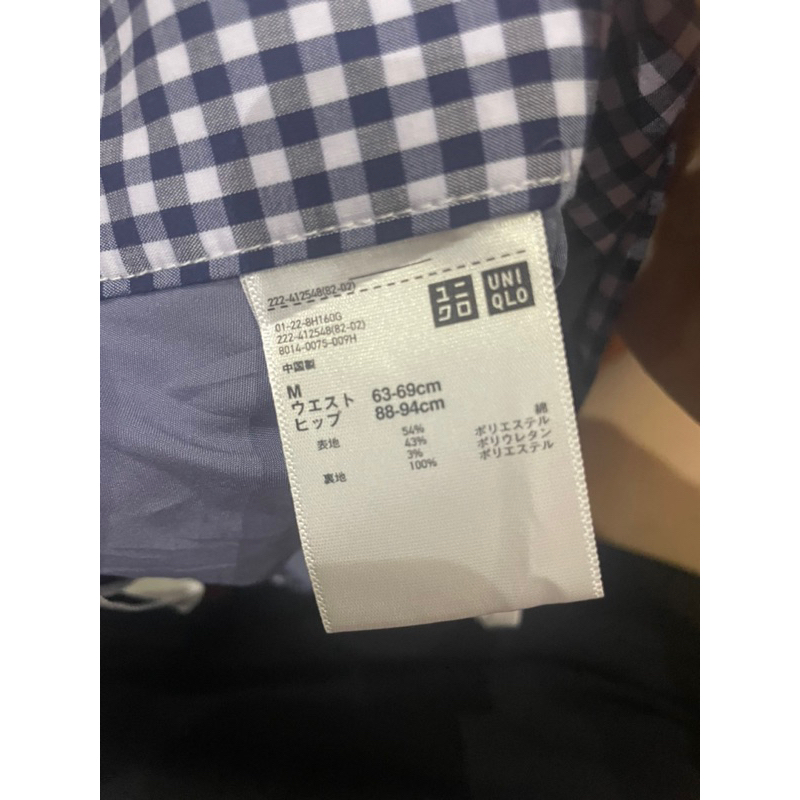 222-412548(82-02)
ユニ
クロ
UNI
QLO
01-22-8H160G
222-412548(82-02)
8014-0075-009H
中国製
M
ウエスト 63-69cm
ヒップ 88-94cm
表地 54% 綿
43% ポリエステル
3% ポリウレタン
裏地 100% ポリエステル